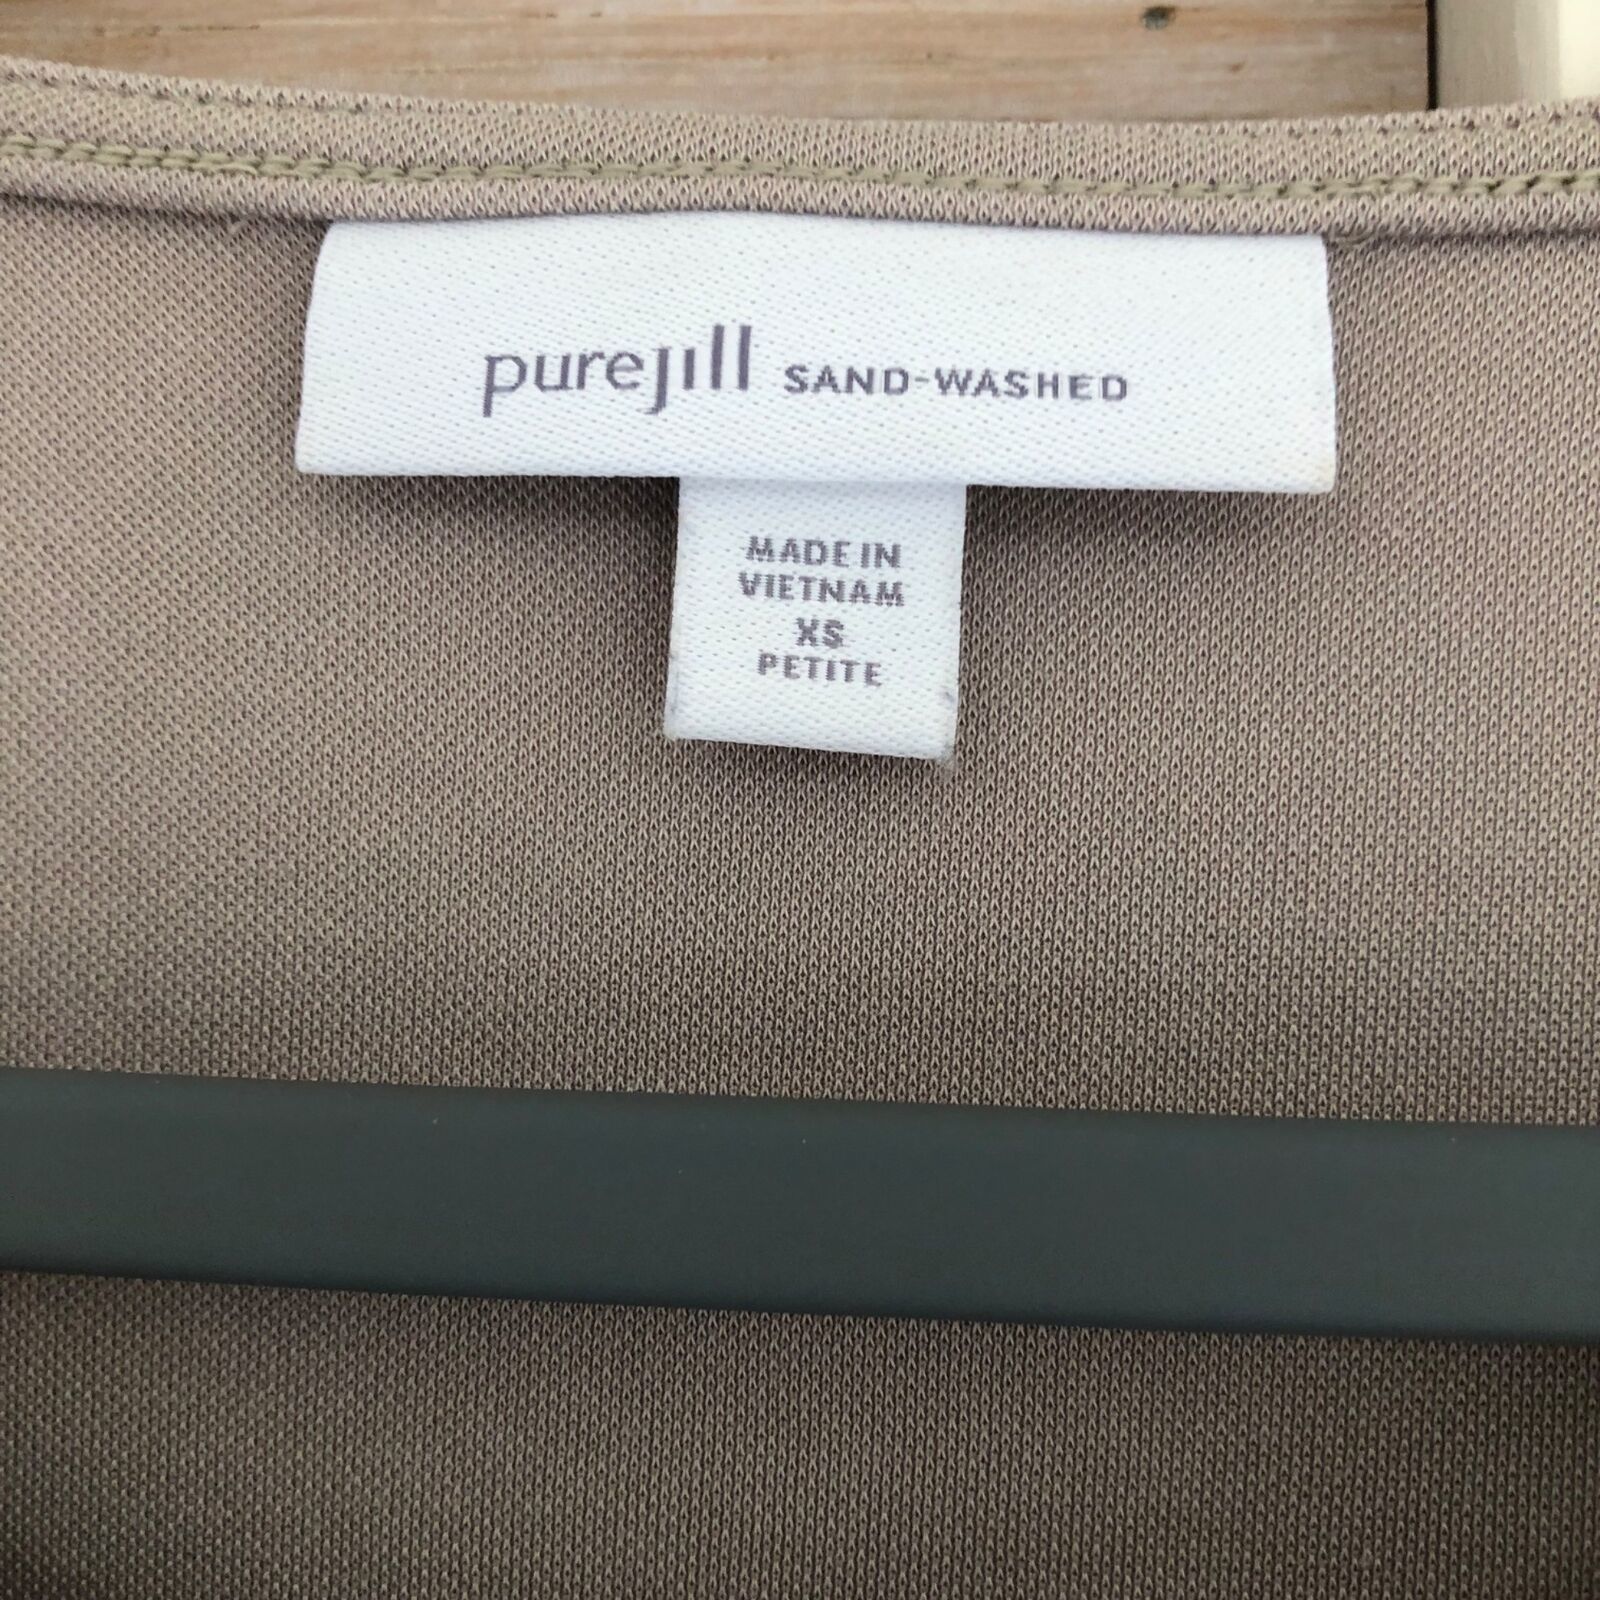 purejill SAND-WASHED
MADE IN
VIETNAM
XS
PETITE